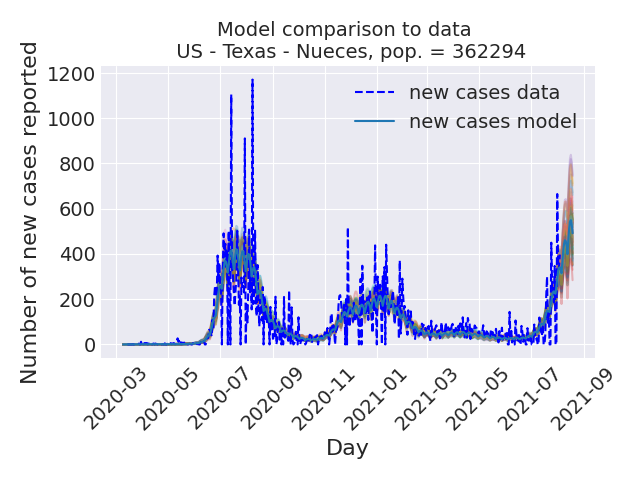 Model comparison to data
US - Texas - Nueces, pop. = 362294
Number of new cases reported
1200
1000
800
600
400
200
0
new cases data
new cases model
2020-03
2020-05
2020-07
2020-09
2020-11
2021-01
2021-03
2021-05
2021-07
2021-09
Day